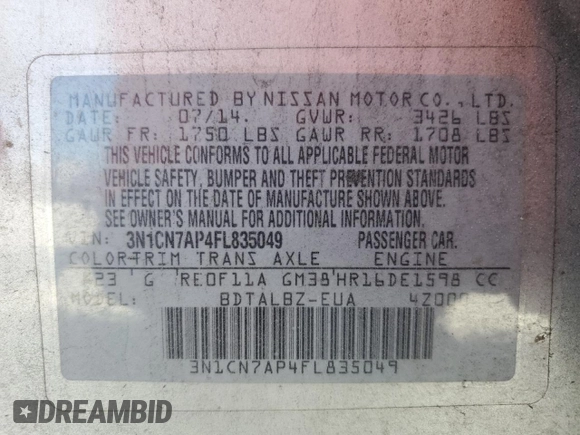 MANUFACTURED BY NISSAN MOTOR CO., LTD.
DATE: 07/14. GVWR: 3426 LBS
GAWR FR: 1750 LBS GAWR RR: 1708 LBS
THIS VEHICLE CONFORMS TO ALL APPLICABLE FEDERAL MOTOR
VEHICLE SAFETY, BUMPER AND THEFT PREVENTION STANDARDS
IN EFFECT ON THE DATE OF MANUFACTURE SHOWN ABOVE.
SEE OWNER'S MANUAL FOR ADDITIONAL INFORMATION.
VIN: 3N1CN7AP4FL835049 PASSENGER CAR.
COLOR-TRIM TRANS AXLE ENGINE
G RE0F11A GM38 HR16DE1598 CC
MODEL: BDTALBZ-EUA
3N1CN7AP4FL835049
DREAMBID